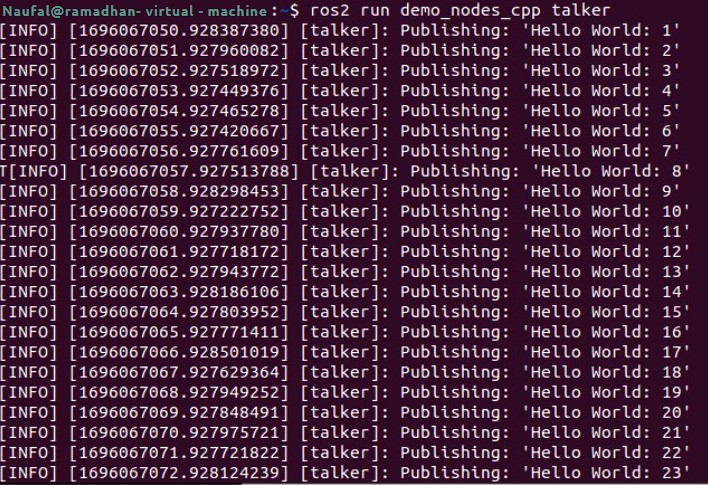 Naufal@ramadhan- virtual - machine:~$ ros2 run demo_nodes_cpp talker
[INFO] [1696067050.928387380] [talker]: Publishing: 'Hello World: 1'
[INFO] [1696067051.927960082] [talker]: Publishing: 'Hello World: 2'
[INFO] [1696067052.927518972] [talker]: Publishing: 'Hello World: 3'
[INFO] [1696067053.927449376] [talker]: Publishing: 'Hello World: 4'
[INFO] [1696067054.927465278] [talker]: Publishing: 'Hello World: 5'
[INFO] [1696067055.927420667] [talker]: Publishing: 'Hello World: 6'
[INFO] [1696067056.927761609] [talker]: Publishing: 'Hello World: 7'
T[INFO] [1696067057.927513788] [talker]: Publishing: 'Hello World: 8'
[INFO] [1696067058.928298453] [talker]: Publishing: 'Hello World: 9'
[INFO] [1696067059.927222752] [talker]: Publishing: 'Hello World: 10'
[INFO] [1696067060.927937780] [talker]: Publishing: 'Hello World: 11'
[INFO] [1696067061.927718172] [talker]: Publishing: 'Hello World: 12'
[INFO] [1696067062.927943772] [talker]: Publishing: 'Hello World: 13'
[INFO] [1696067063.928186106] [talker]: Publishing: 'Hello World: 14'
[INFO] [1696067064.927803952] [talker]: Publishing: 'Hello World: 15'
[INFO] [1696067065.927771411] [talker]: Publishing: 'Hello World: 16'
[INFO] [1696067066.928501019] [talker]: Publishing: 'Hello World: 17'
[INFO] [1696067067.927629364] [talker]: Publishing: 'Hello World: 18'
[INFO] [1696067068.927949252] [talker]: Publishing: 'Hello World: 19'
[INFO] [1696067069.927848491] [talker]: Publishing: 'Hello World: 20'
[INFO] [1696067070.927975721] [talker]: Publishing: 'Hello World: 21'
[INFO] [1696067071.927721822] [talker]: Publishing: 'Hello World: 22'
[INFO] [1696067072.928124239] [talker]: Publishing: 'Hello World: 23'